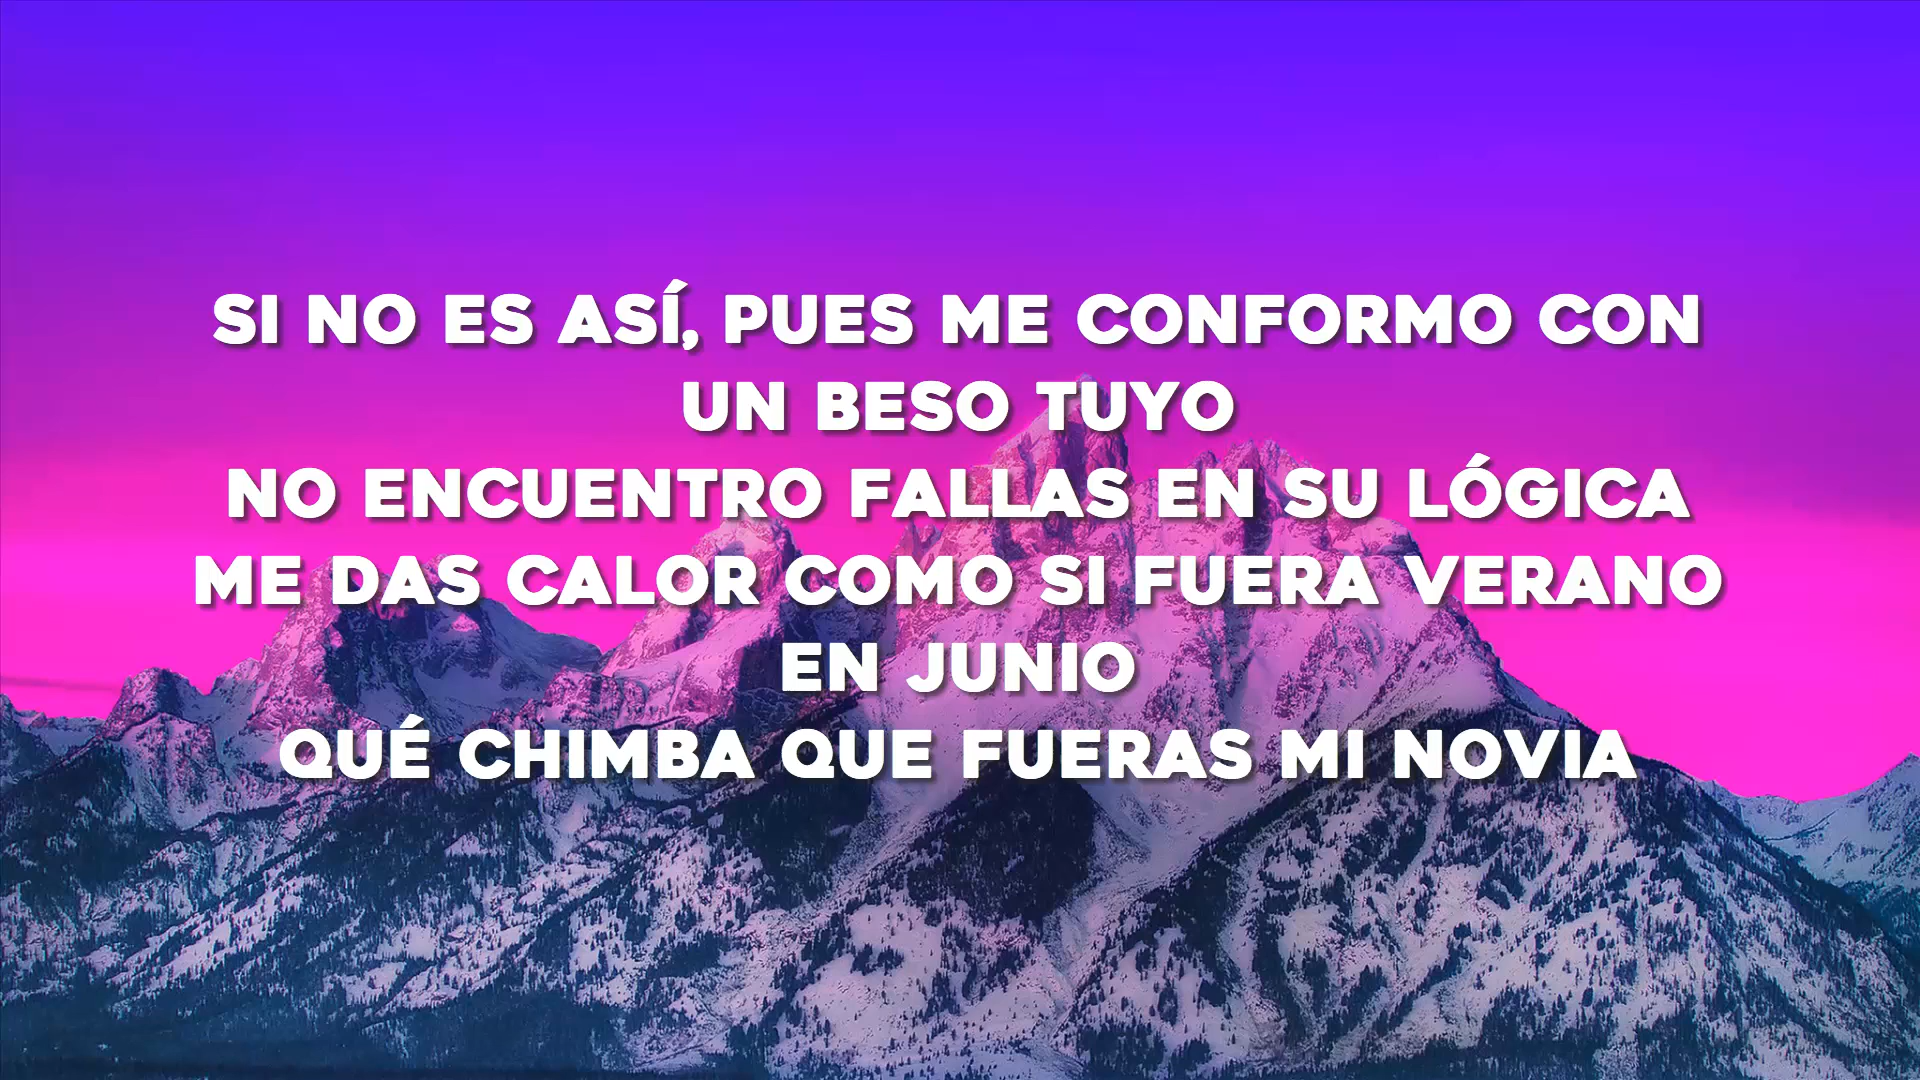 SI NO ES ASÍ, PUES ME CONFORMO CON
UN BESO TUYO
NO ENCUENTRO FALLAS EN SU LÓGICA
ME DAS CALOR COMO SI FUERA VERANO
EN JUNIO
QUÉ CHIMBA QUE FUERAS MI NOVIA